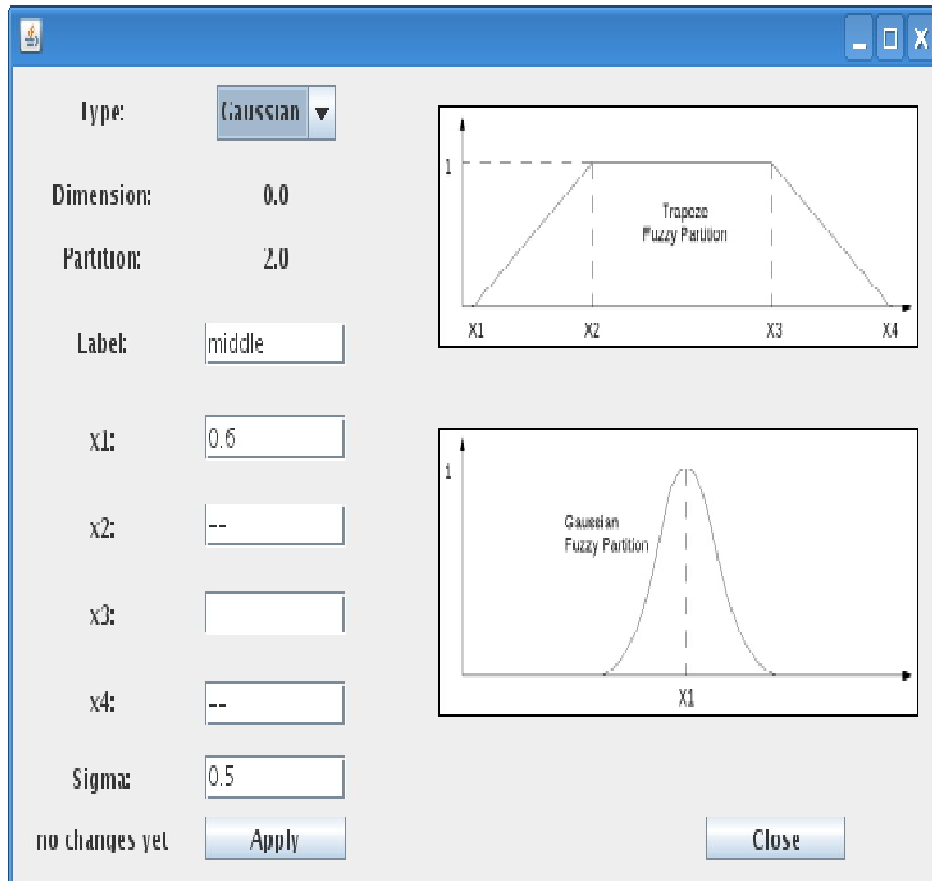 Type: Gaussian
Dimension: 0.0
Partition: 2.0
Label: middle
x1: 0.6
x2: --
x3:
x4: --
Sigma: 0.5
no changes yet Apply
1
Trapeze
Fuzzy Partition
X1 X2 X3 X4
1
Gaussian
Fuzzy Partition
X1
Close